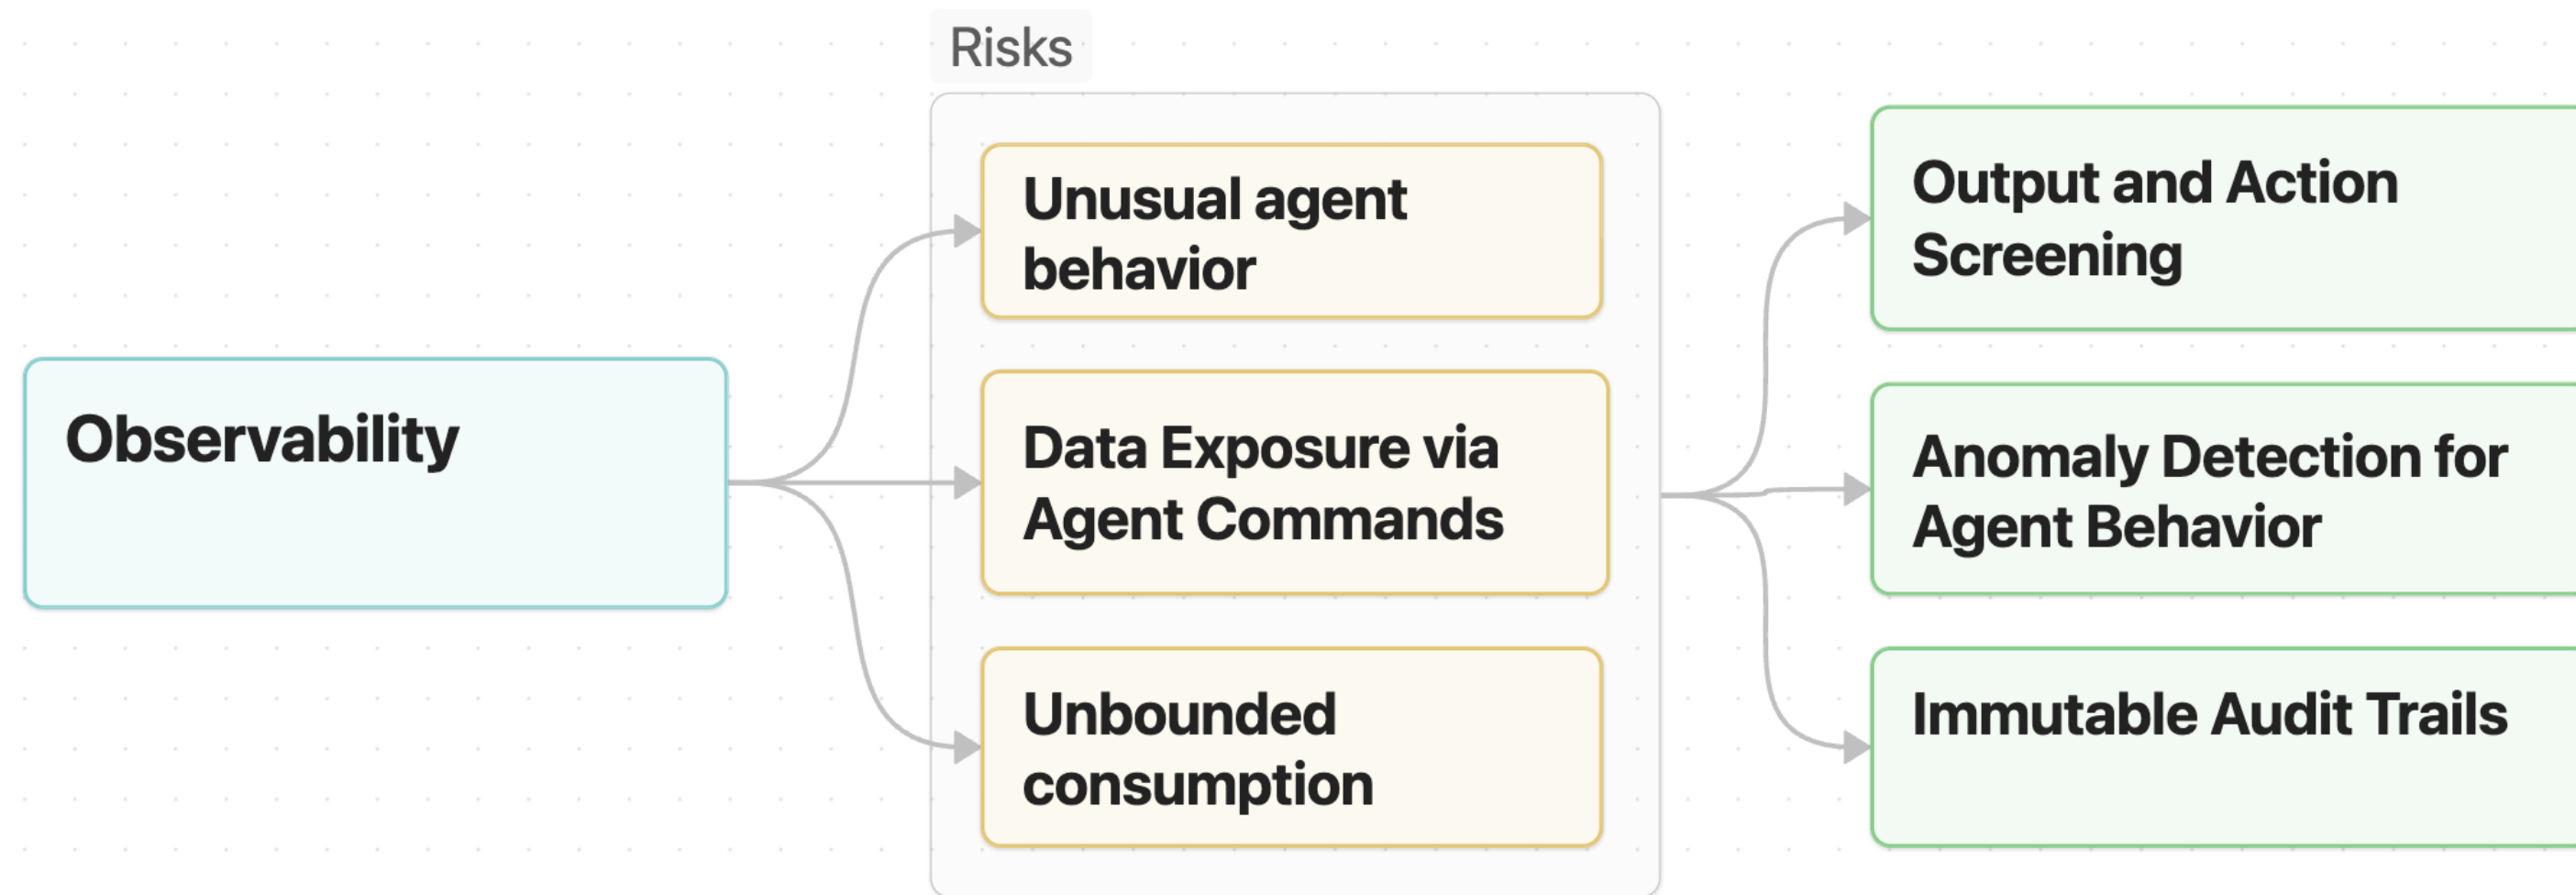 Risks
Observability
Unusual agent
behavior
Data Exposure via
Agent Commands
Unbounded
consumption
Output and Action
Screening
Anomaly Detection for
Agent Behavior
Immutable Audit Trails